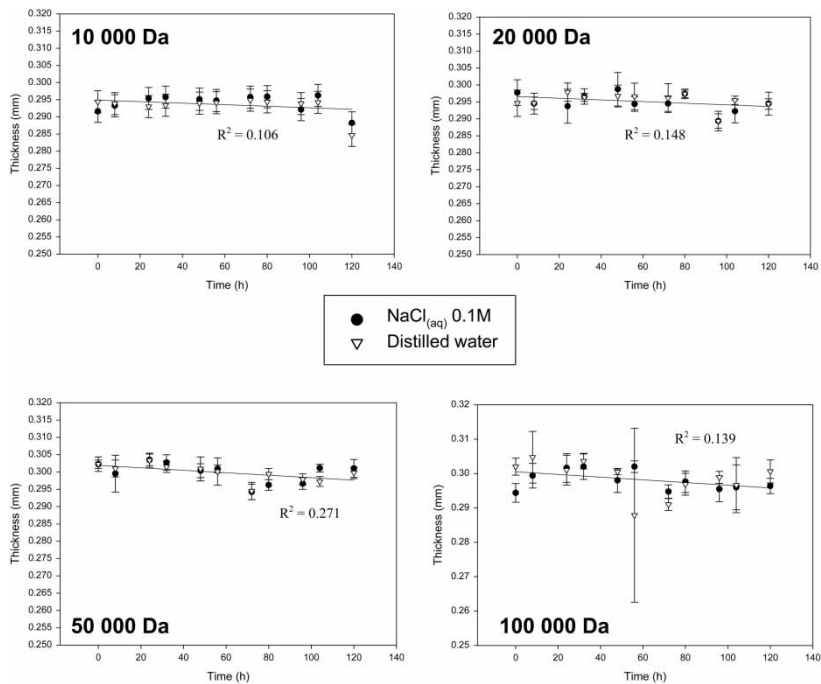 10 000 Da
0.320
0.315
0.310
0.305
0.300
0.295
0.290
0.285
0.280
0.275
0.270
0.265
0.260
0.255
0.250
Thickness (mm)
R² = 0.106
0 20 40 60 80 100 120 140
Time (h)
20 000 Da
0.320
0.315
0.310
0.305
0.300
0.295
0.290
0.285
0.280
0.275
0.270
0.265
0.260
0.255
0.250
Thickness (mm)
R² = 0.148
0 20 40 60 80 100 120 140
Time (h)
NaCl(aq) 0.1M
Distilled water
0.320
0.315
0.310
0.305
0.300
0.295
0.290
0.285
0.280
0.275
0.270
0.265
0.260
0.255
0.250
Thickness (mm)
R² = 0.271
50 000 Da
0 20 40 60 80 100 120 140
Time (h)
0.32
0.31
0.30
0.29
0.28
0.27
0.26
0.25
Thickness (mm)
R² = 0.139
100 000 Da
0 20 40 60 80 100 120 140
Time (h)